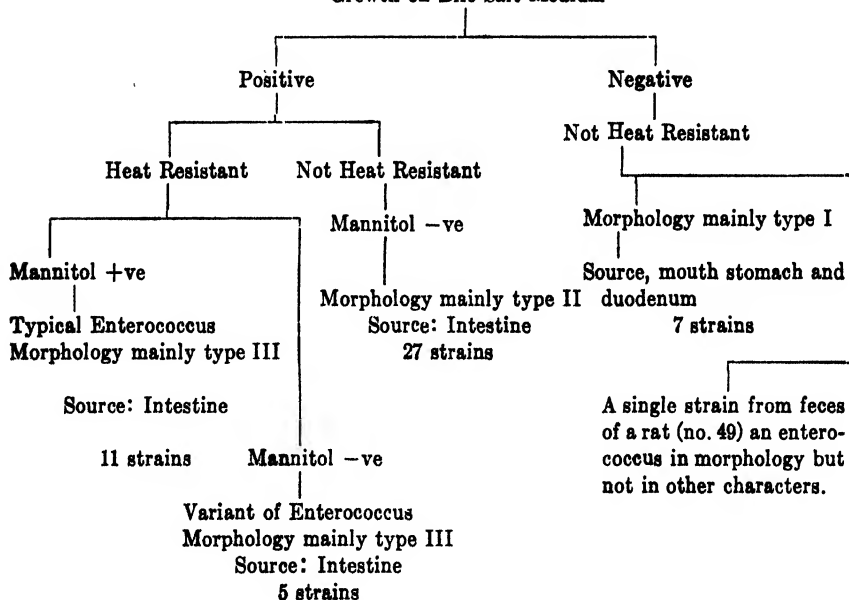 Growth on Bile Salt Medium
Positive
Negative
Heat Resistant
Not Heat Resistant
Not Heat Resistant
Mannitol +ve
Typical Enterococcus
Morphology mainly type III
Source: Intestine
11 strains
Mannitol −ve
Variant of Enterococcus
Morphology mainly type III
Source: Intestine
5 strains
Mannitol −ve
Morphology mainly type II
Source: Intestine
27 strains
Morphology mainly type I
Source, mouth stomach and
duodenum
7 strains
A single strain from feces
of a rat (no. 49) an entero-
coccus in morphology but
not in other characters.